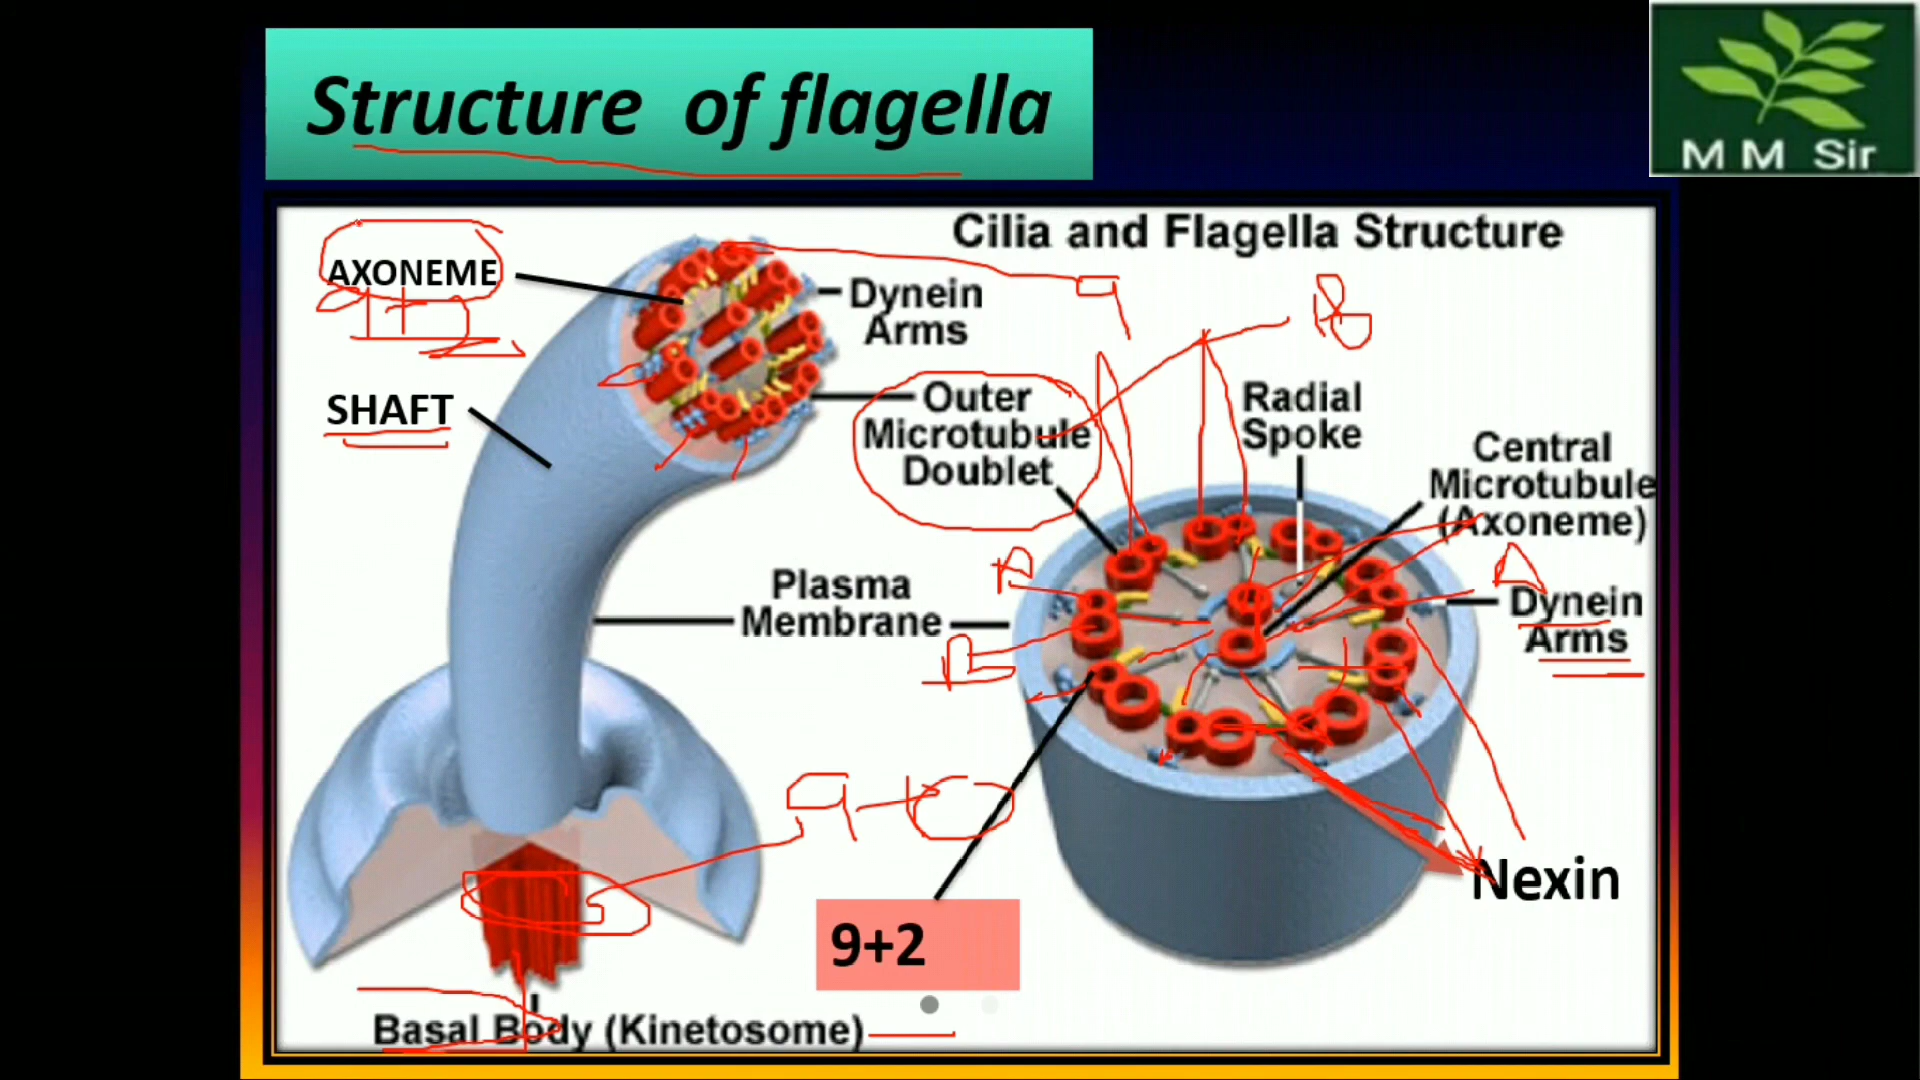 Structure of flagella
M M Sir
Cilia and Flagella Structure
AXONEME
9+2
SHAFT
Dynein
Arms
9
B
Outer
Microtubule
Doublet
Radial
Spoke
Central
Microtubule
(Axoneme)
Plasma
Membrane
A
B
A
Dynein
Arms
9+0
Nexin
9+2
Basal Body (Kinetosome)